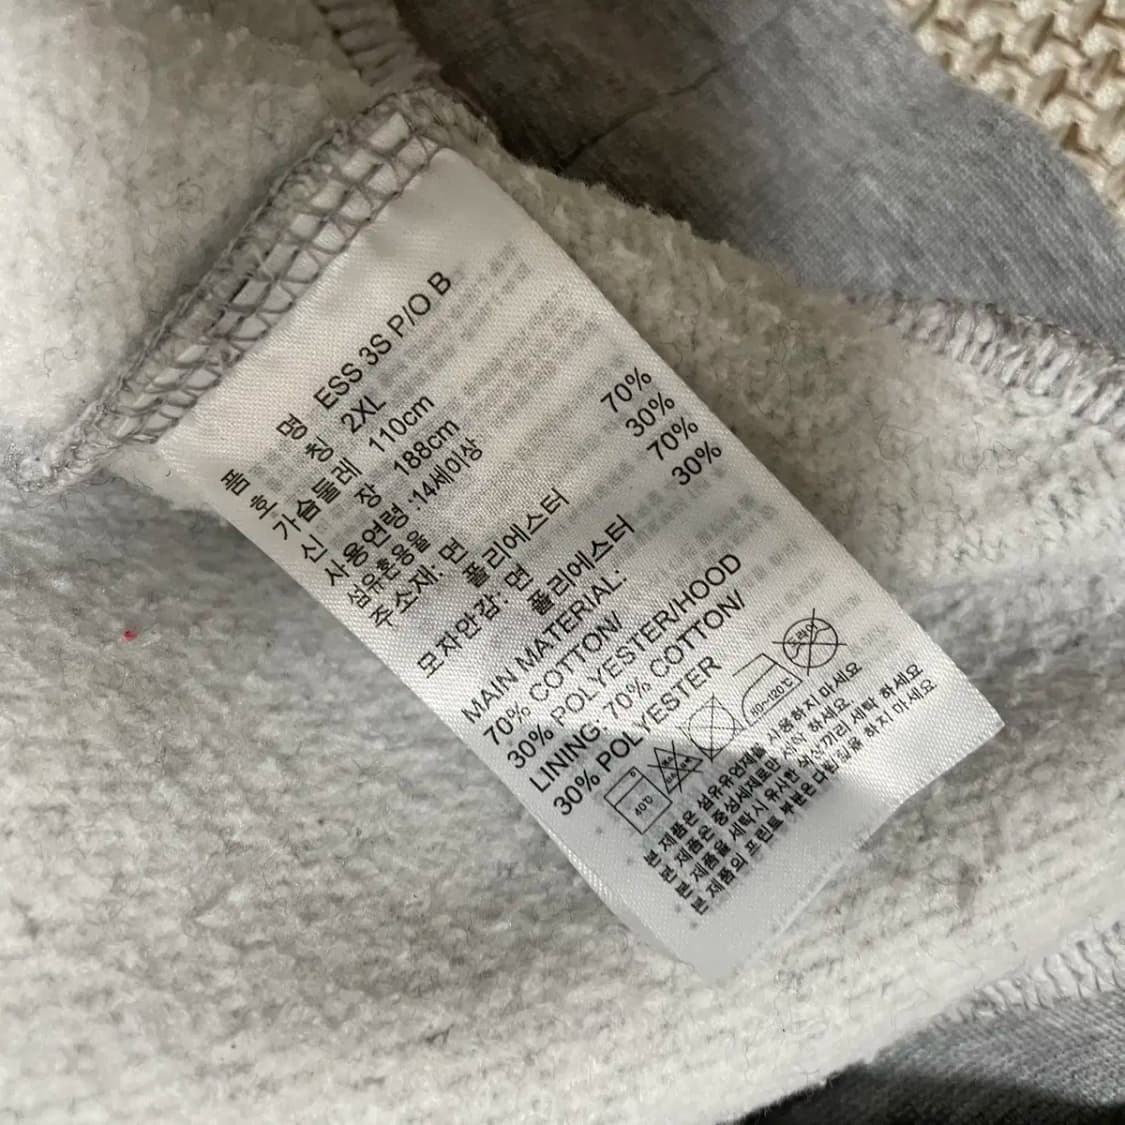 품 명 ESS 3S P/O B
호 칭 2XL
가슴둘레 110cm
신 장 188cm
사용연령 :14세이상
섬유혼용율
주소재: 면 70%
폴리에스터 30%
모자안감: 면 70%
폴리에스터 30%
MAIN MATERIAL:
70% COTTON/
30% POLYESTER/HOOD
LINING: 70% COTTON/
30% POLYESTER
40℃ 110~120℃ 드라이
본 제품은 섬유유연제를 사용하지 마세요
본 제품은 중성세제로만 세탁 하세요.
본 제품을 세탁시 유사한 색상끼리 세탁 하세요
본 제품의 프린트 부분은 다림질을 하지 마세요